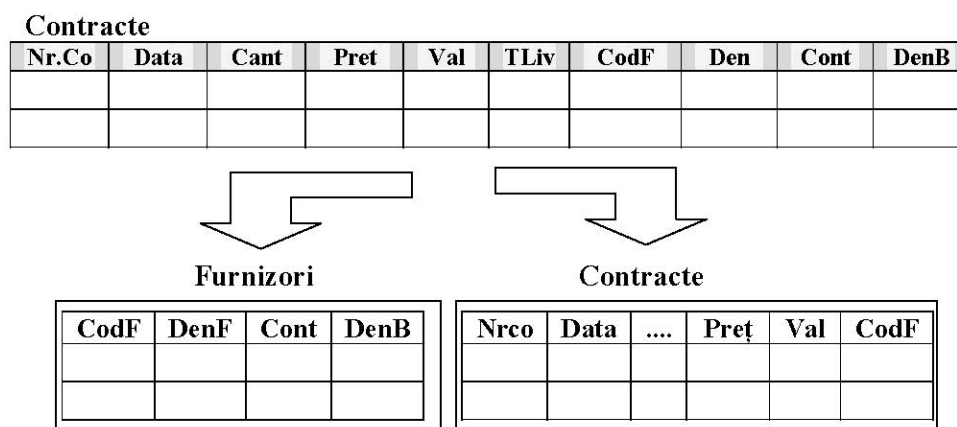 Contracte
Nr.Co Data Cant Pret Val TLiv CodF Den Cont DenB
Furnizori Contracte
CodF DenF Cont DenB Nrco Data .... Preț Val CodF